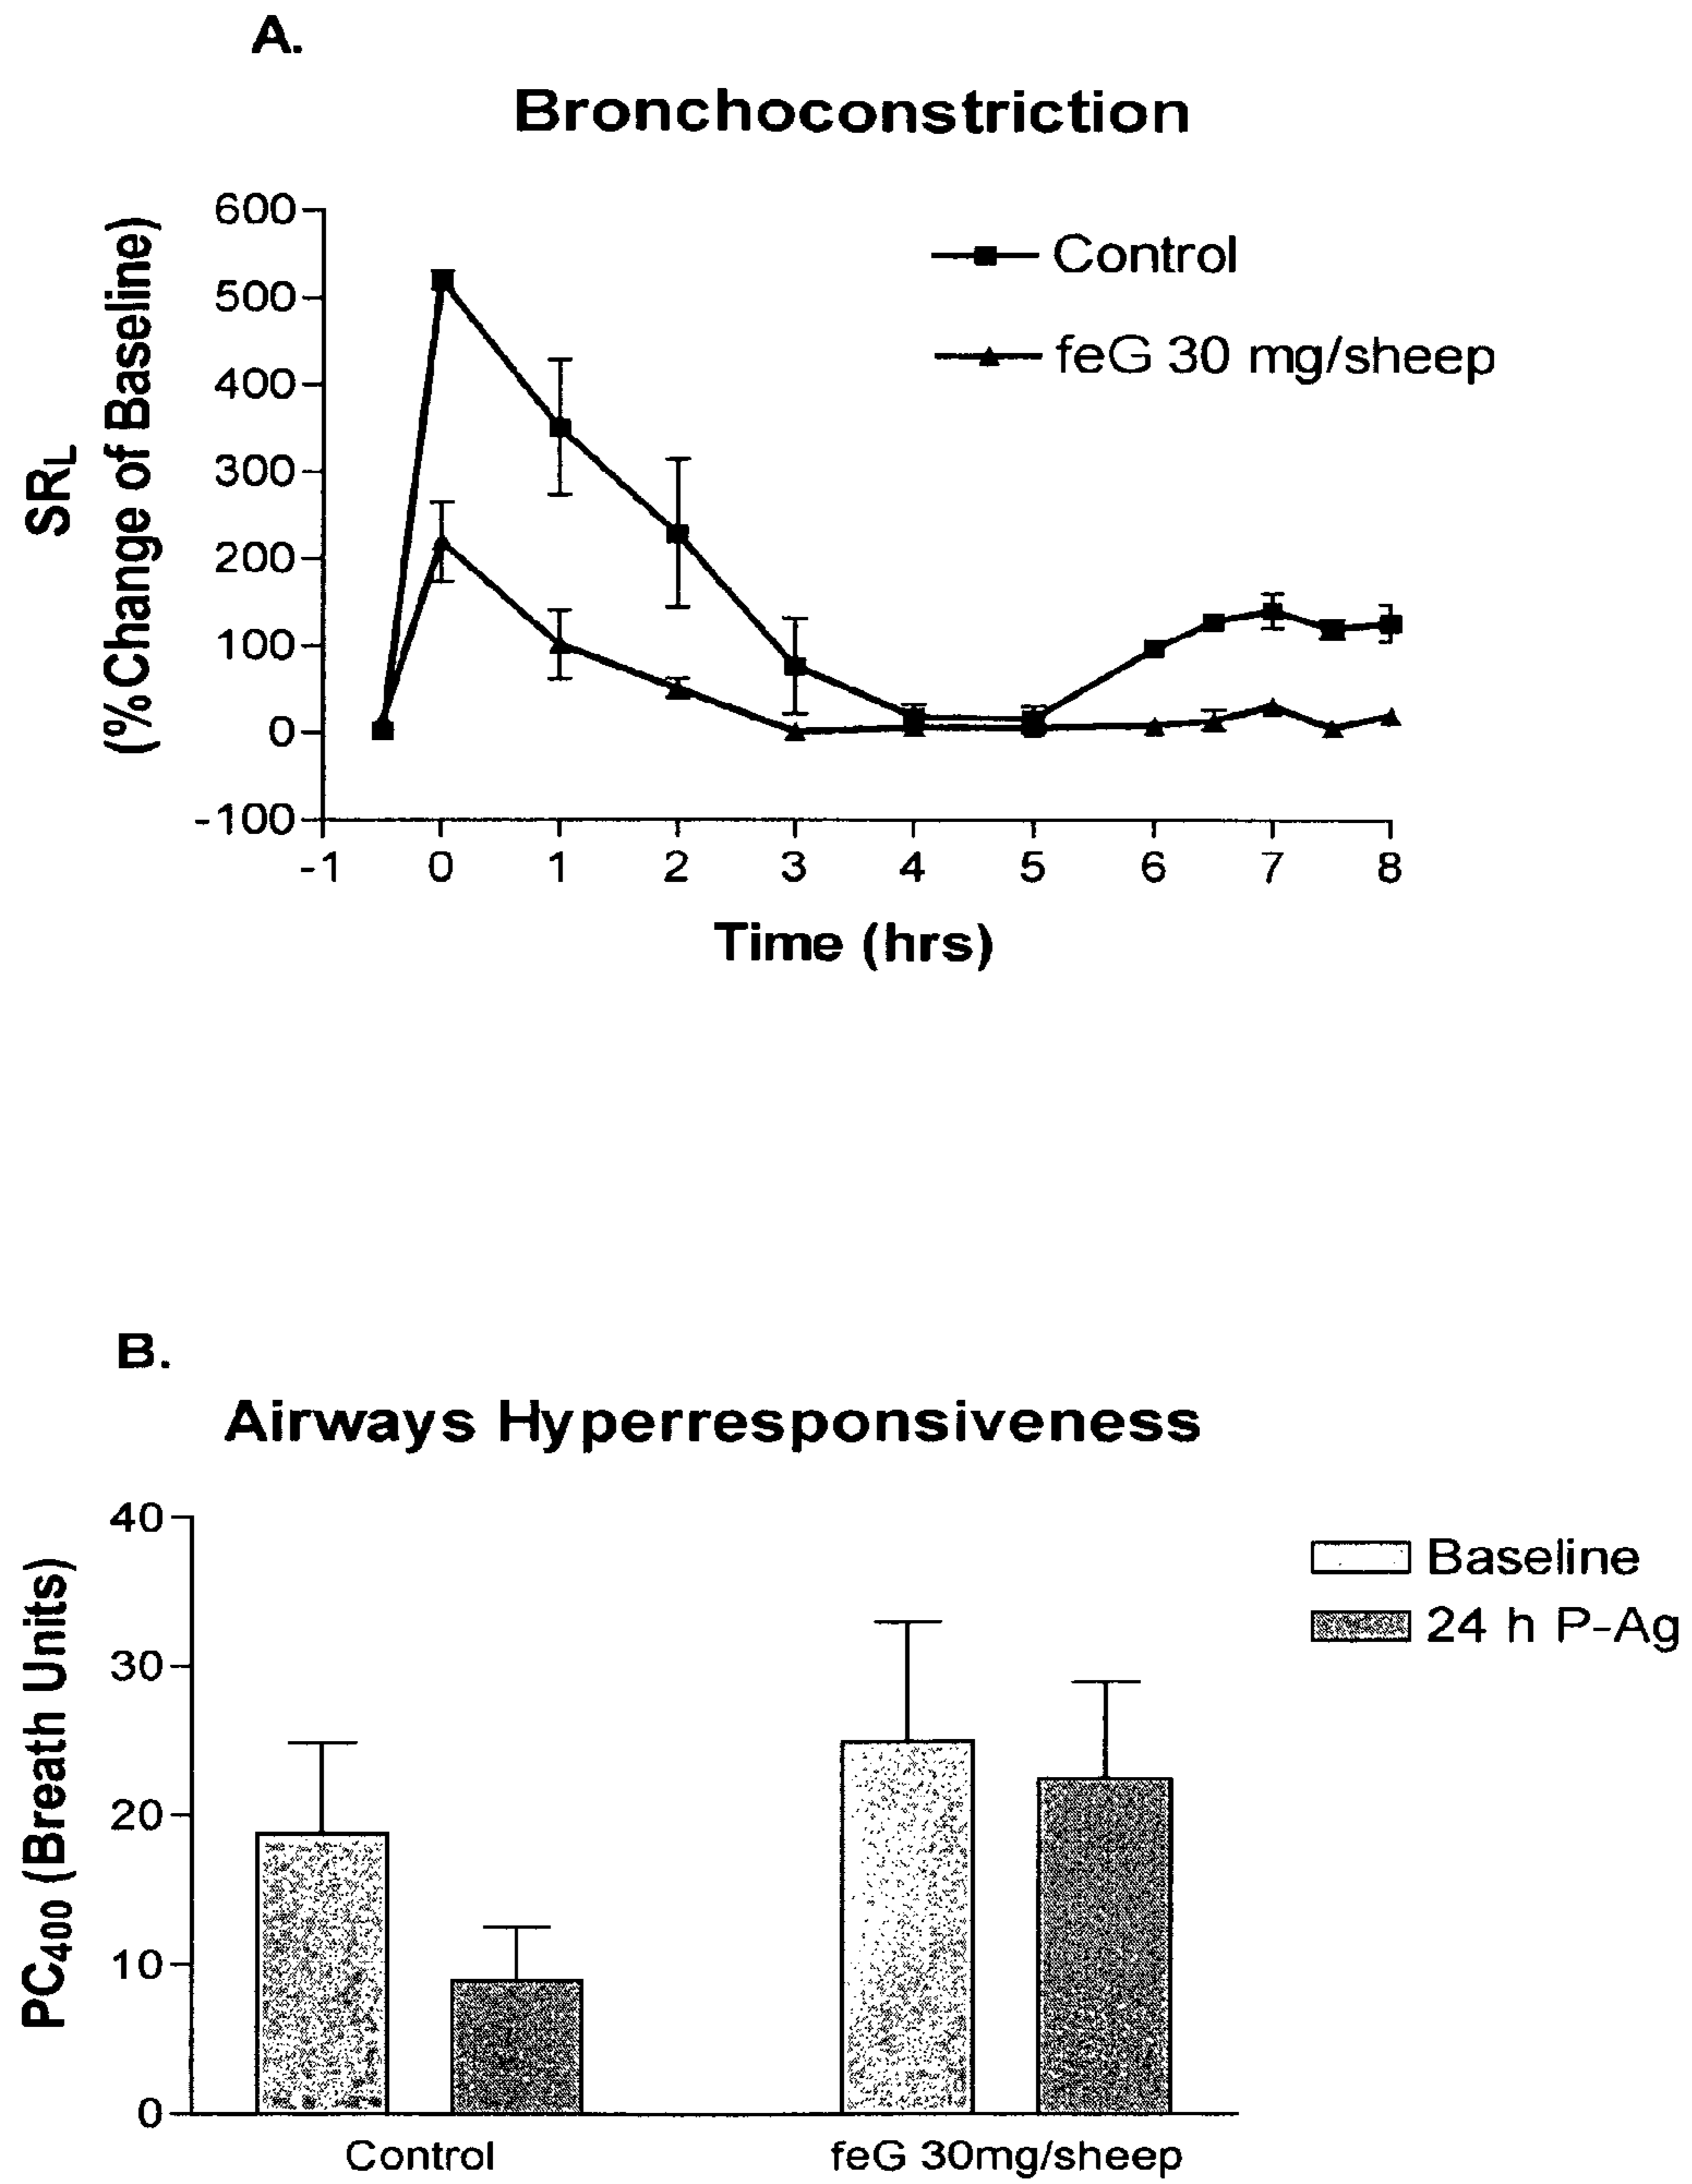 A.
Bronchoconstriction
SRL
(% Change of Baseline)
600
500
400
300
200
100
0
-100
Control
feG 30 mg/sheep
-1 0 1 2 3 4 5 6 7 8
Time (hrs)
B.
Airways Hyperresponsiveness
PC400 (Breath Units)
40
30
20
10
0
Baseline
24 h P-Ag
Control feG 30mg/sheep